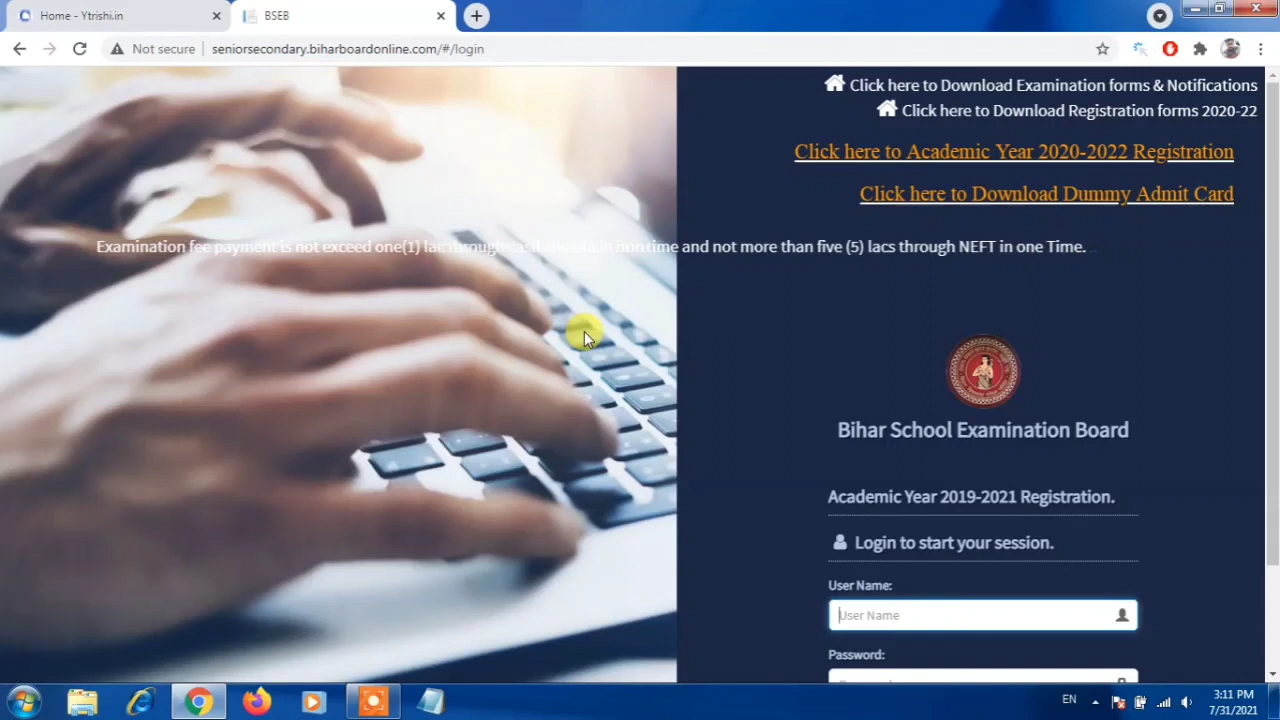 Home - Ytrishi.in
BSEB
Not secure
seniorsecondary.biharboardonline.com/#/login
Click here to Download Examination forms & Notifications
Click here to Download Registration forms 2020-22
Click here to Academic Year 2020-2022 Registration
Click here to Download Dummy Admit Card
Examination fee payment is not exceed one(1) lac through time and not more than five (5) lacs through NEFT in one Time.
Bihar School Examination Board
Academic Year 2019-2021 Registration.
Login to start your session.
User Name:
User Name
Password:
EN
3:11 PM
7/31/2021